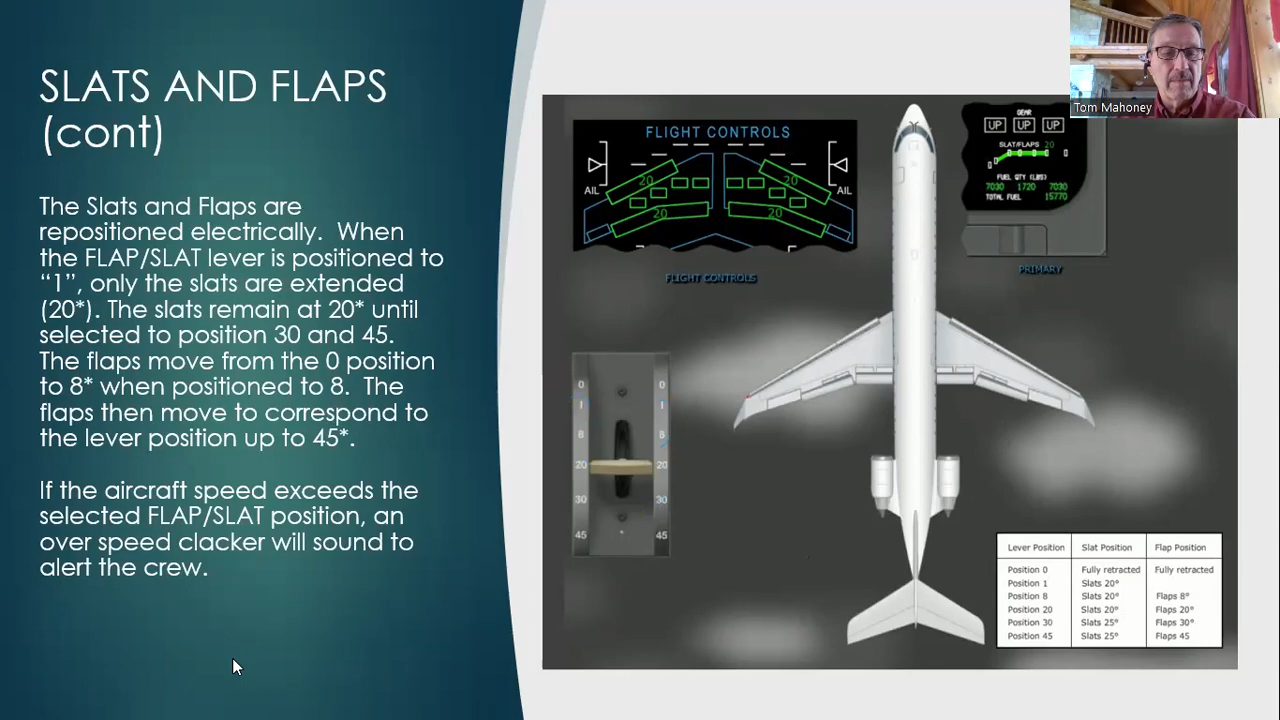 SLATS AND FLAPS
(cont)
The Slats and Flaps are
repositioned electrically. When
the FLAP/SLAT lever is positioned to
“1”, only the slats are extended
(20*). The slats remain at 20* until
selected to position 30 and 45.
The flaps move from the 0 position
to 8* when positioned to 8. The
flaps then move to correspond to
the lever position up to 45*.
If the aircraft speed exceeds the
selected FLAP/SLAT position, an
over speed clacker will sound to
alert the crew.
FLIGHT CONTROLS
AIL AIL
20 20
20 20
FLIGHT CONTROLS
GEAR
UP UP UP
SLAT/FLAPS 20
FUEL QTY (LBS)
7030 1720 7030
TOTAL FUEL 15770
PRIMARY
Tom Mahoney
0 0
1 1
8 8
20 20
30 30
45 45
Lever Position Slat Position Flap Position
Position 0 Fully retracted Fully retracted
Position 1 Slats 20°
Position 8 Slats 20° Flaps 8°
Position 20 Slats 20° Flaps 20°
Position 30 Slats 25° Flaps 30°
Position 45 Slats 25° Flaps 45